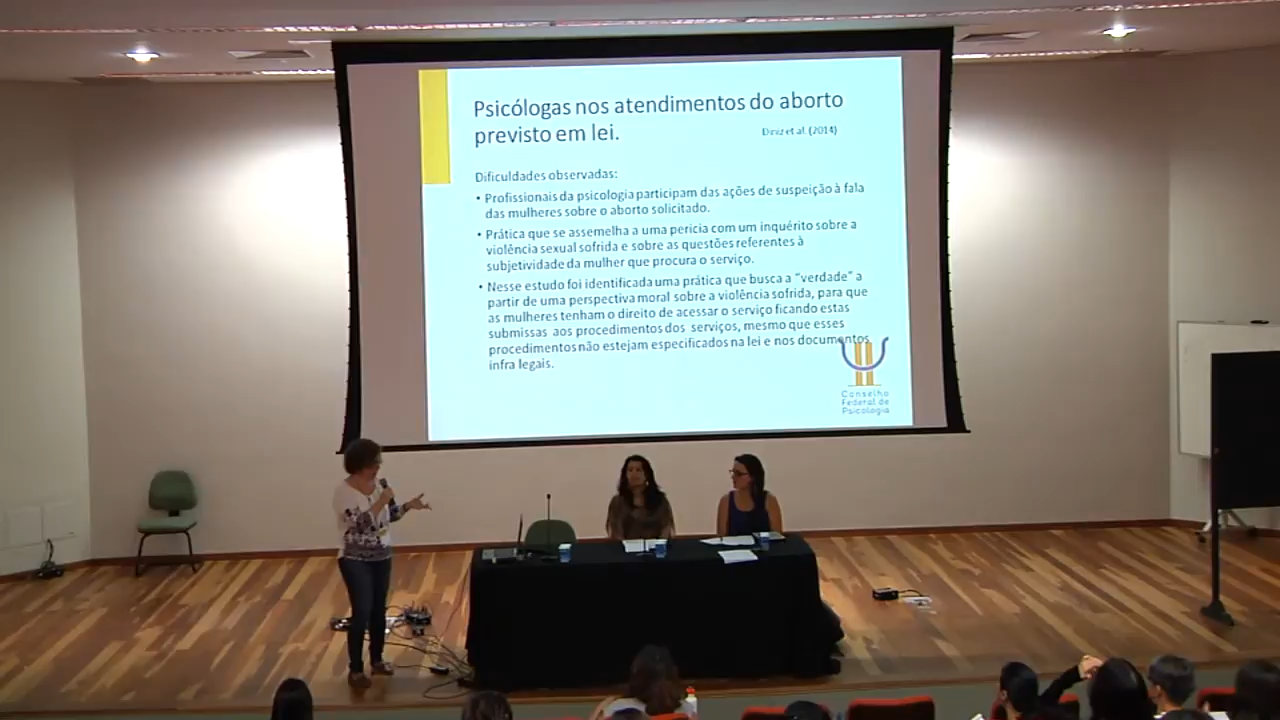 Psicólogas nos atendimentos do aborto
previsto em lei.
Diniz et al. (2014)
Dificuldades observadas:
• Profissionais da psicologia participam das ações de suspeição à fala
das mulheres sobre o aborto solicitado.
• Prática que se assemelha a uma pericia com um inquérito sobre a
violência sexual sofrida e sobre as questões referentes à
subjetividade da mulher que procura o serviço.
• Nesse estudo foi identificada uma prática que busca a “verdade” a
partir de uma perspectiva moral sobre a violência sofrida, para que
as mulheres tenham o direito de acessar o serviço ficando estas
submissas aos procedimentos dos serviços, mesmo que esses
procedimentos não estejam especificados na lei e nos documentos
infra legais.
Conselho
Federal de
Psicologia